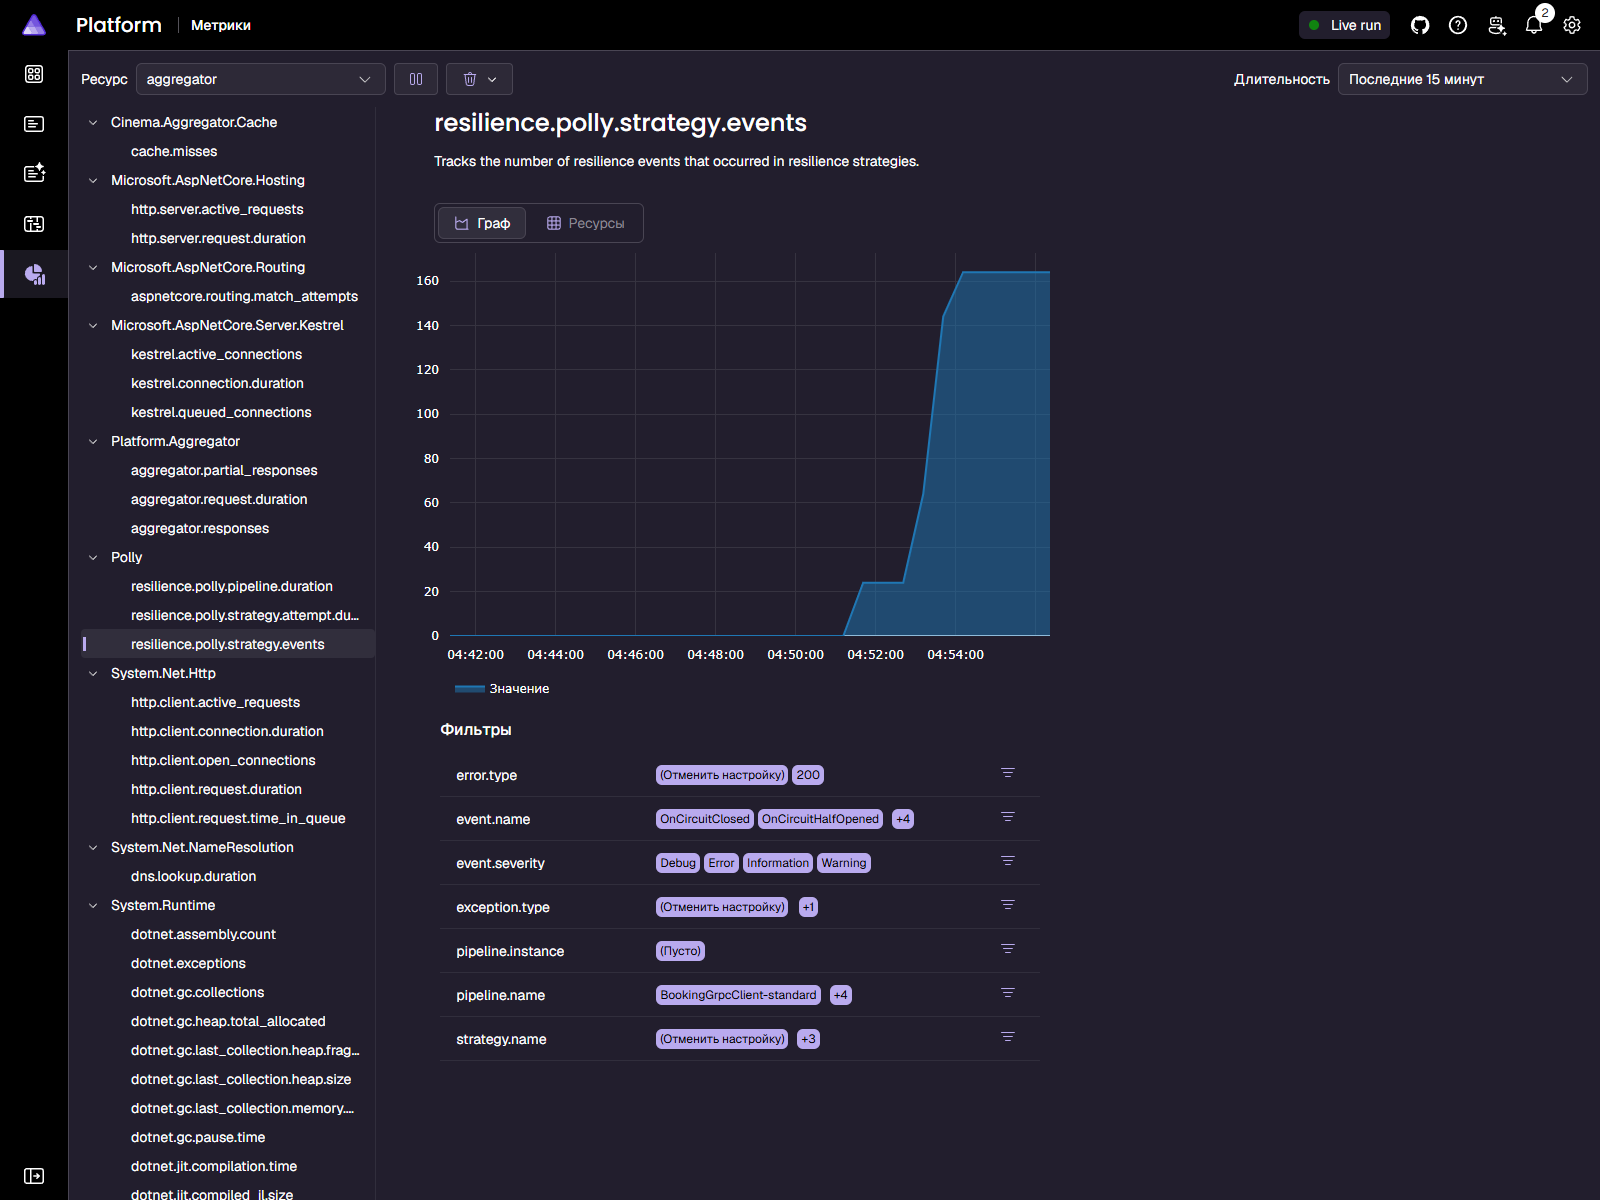 Platform
Метрики
Live run
2
Ресурс
aggregator
Длительность
Последние 15 минут
Cinema.Aggregator.Cache
cache.misses
Microsoft.AspNetCore.Hosting
http.server.active_requests
http.server.request.duration
Microsoft.AspNetCore.Routing
aspnetcore.routing.match_attempts
Microsoft.AspNetCore.Server.Kestrel
kestrel.active_connections
kestrel.connection.duration
kestrel.queued_connections
Platform.Aggregator
aggregator.partial_responses
aggregator.request.duration
aggregator.responses
Polly
resilience.polly.pipeline.duration
resilience.polly.strategy.attempt.du...
resilience.polly.strategy.events
System.Net.Http
http.client.active_requests
http.client.connection.duration
http.client.open_connections
http.client.request.duration
http.client.request.time_in_queue
System.Net.NameResolution
dns.lookup.duration
System.Runtime
dotnet.assembly.count
dotnet.exceptions
dotnet.gc.collections
dotnet.gc.heap.total_allocated
dotnet.gc.last_collection.heap.frag...
dotnet.gc.last_collection.heap.size
dotnet.gc.last_collection.memory....
dotnet.gc.pause.time
dotnet.jit.compilation.time
dotnet.jit.compiled_il.size
resilience.polly.strategy.events
Tracks the number of resilience events that occurred in resilience strategies.
Граф
Ресурсы
160
140
120
100
80
60
40
20
0
04:42:00 04:44:00 04:46:00 04:48:00 04:50:00 04:52:00 04:54:00
Значение
Фильтры
error.type (Отменить настройку) 200
event.name OnCircuitClosed OnCircuitHalfOpened +4
event.severity Debug Error Information Warning
exception.type (Отменить настройку) +1
pipeline.instance (Пусто)
pipeline.name BookingGrpcClient-standard +4
strategy.name (Отменить настройку) +3